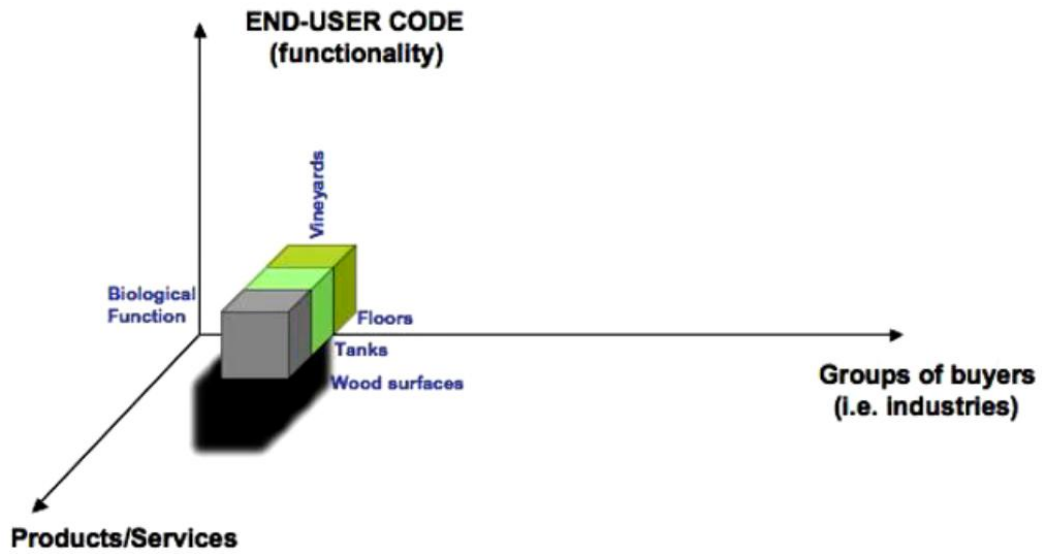 END-USER CODE
(functionality)
Vineyards
Biological
Function
Floors
Tanks
Wood surfaces
Groups of buyers
(i.e. industries)
Products/Services